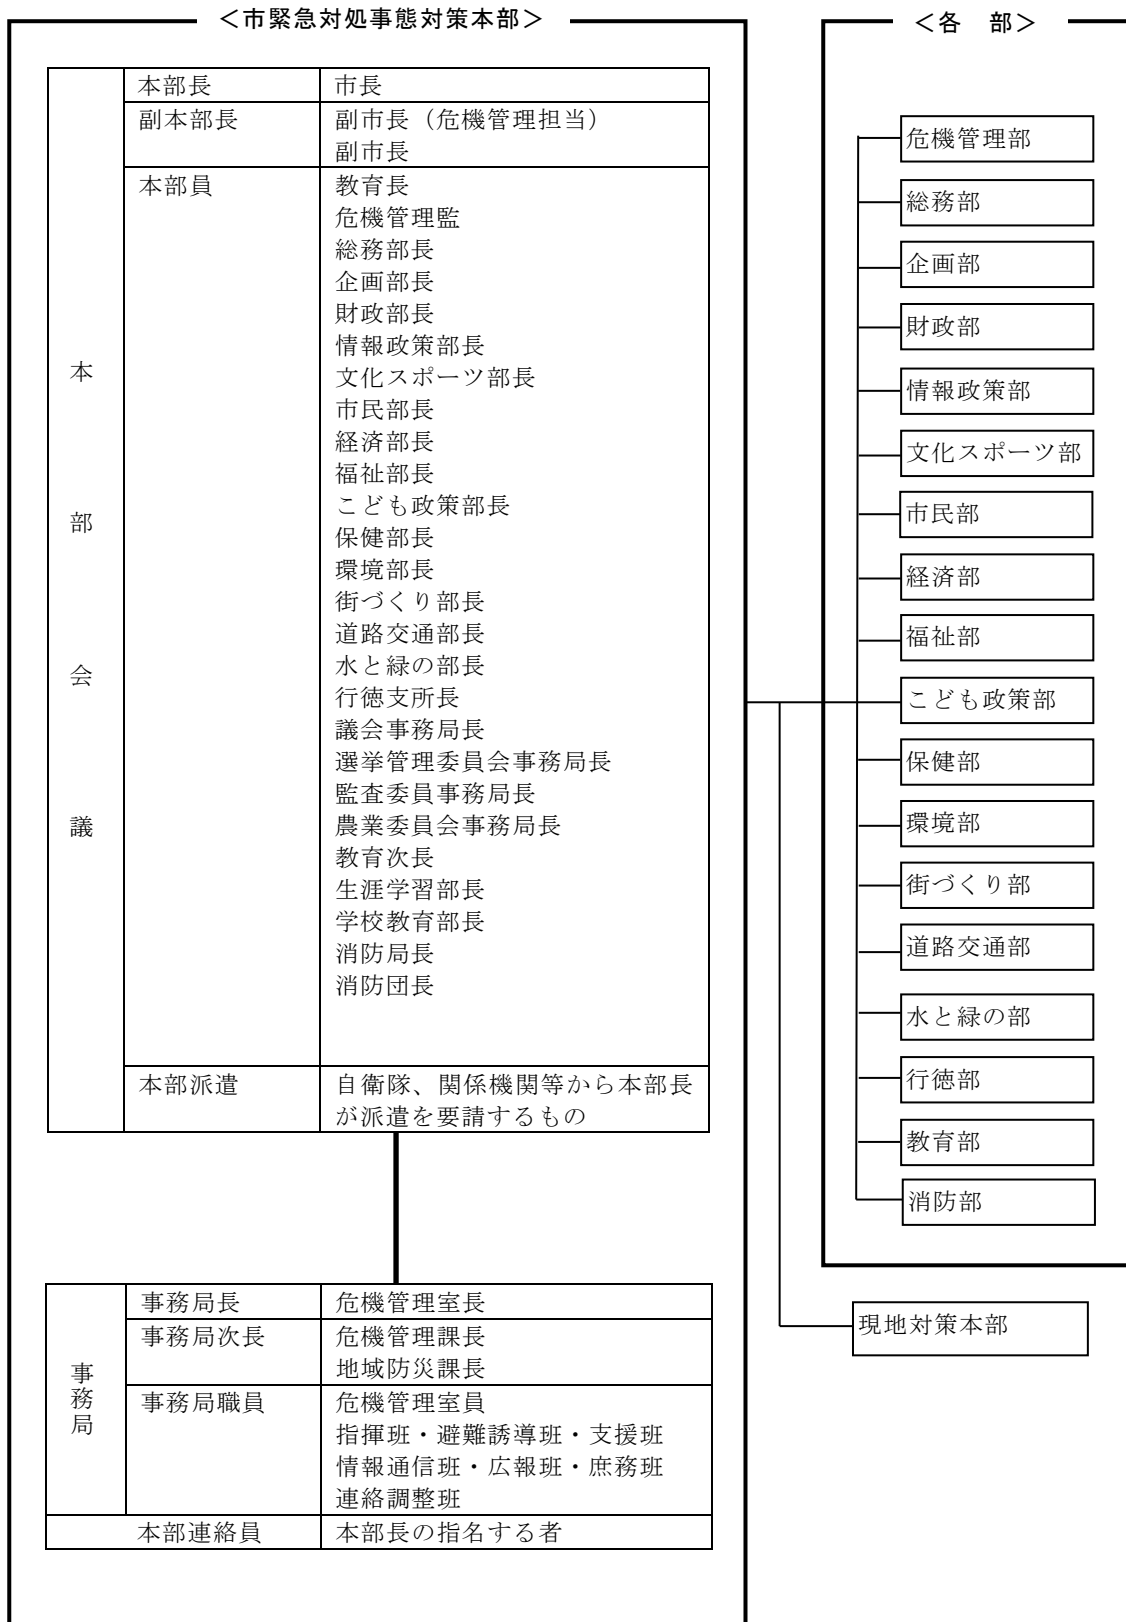 ＜市緊急対処事態対策本部＞
本部会議
本部長 市長
副本部長 副市長（危機管理担当）
副市長
本部員 教育長
危機管理監
総務部長
企画部長
財政部長
情報政策部長
文化スポーツ部長
市民部長
経済部長
福祉部長
こども政策部長
保健部長
環境部長
街づくり部長
道路交通部長
水と緑の部長
行徳支所長
議会事務局長
選挙管理委員会事務局長
監査委員事務局長
農業委員会事務局長
教育次長
生涯学習部長
学校教育部長
消防局長
消防団長
本部派遣 自衛隊、関係機関等から本部長
が派遣を要請するもの
事務局
事務局長 危機管理室長
事務局次長 危機管理課長
地域防災課長
事務局職員 危機管理室員
指揮班・避難誘導班・支援班
情報通信班・広報班・庶務班
連絡調整班
本部連絡員 本部長の指名する者
＜各　部＞
危機管理部
総務部
企画部
財政部
情報政策部
文化スポーツ部
市民部
経済部
福祉部
こども政策部
保健部
環境部
街づくり部
道路交通部
水と緑の部
行徳部
教育部
消防部
現地対策本部